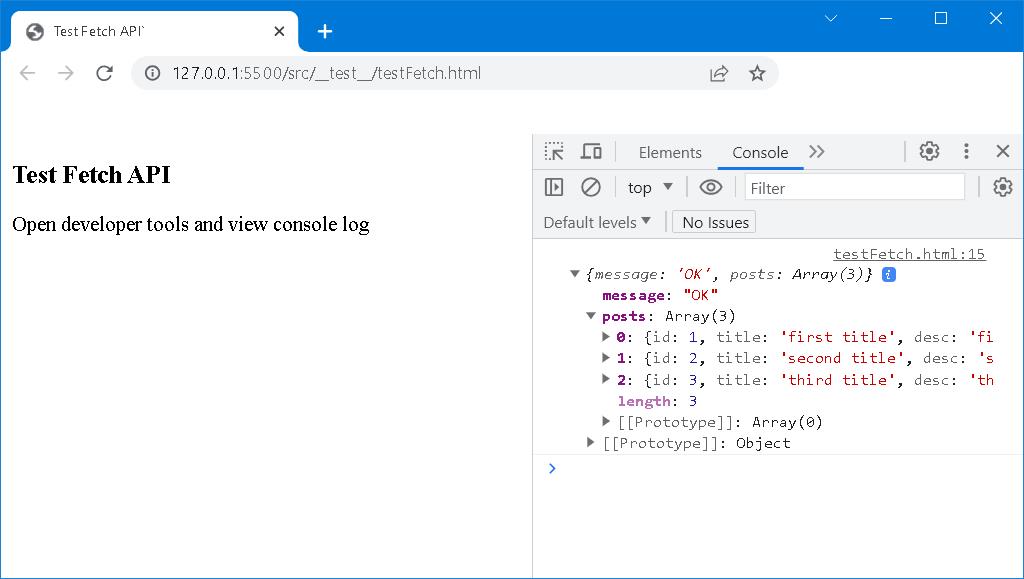 Test Fetch API`
127.0.0.1:5500/src/__test__/testFetch.html
Test Fetch API
Open developer tools and view console log
Elements Console
top Filter
Default levels No Issues
testFetch.html:15
{message: 'OK', posts: Array(3)} i
message: "OK"
posts: Array(3)
0: {id: 1, title: 'first title', desc: 'fi
1: {id: 2, title: 'second title', desc: 's
2: {id: 3, title: 'third title', desc: 'th
length: 3
[[Prototype]]: Array(0)
[[Prototype]]: Object